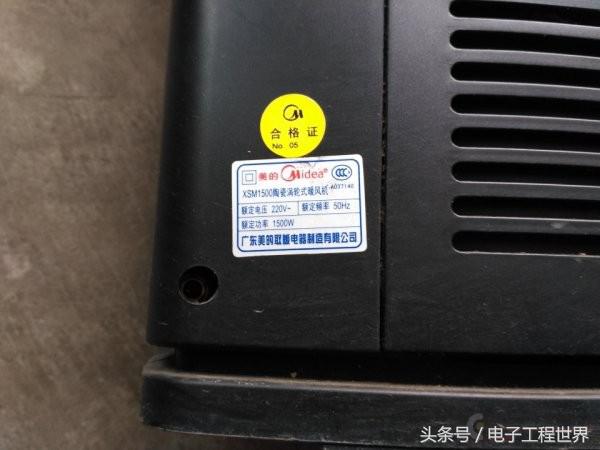 合格证
No 05
美的 Midea®
XSM1500陶瓷涡轮式暖风机 A037140
额定电压 220V~ 额定频率 50Hz
额定功率 1500W
广东美的取暖电器制造有限公司
头条号／电子工程世界